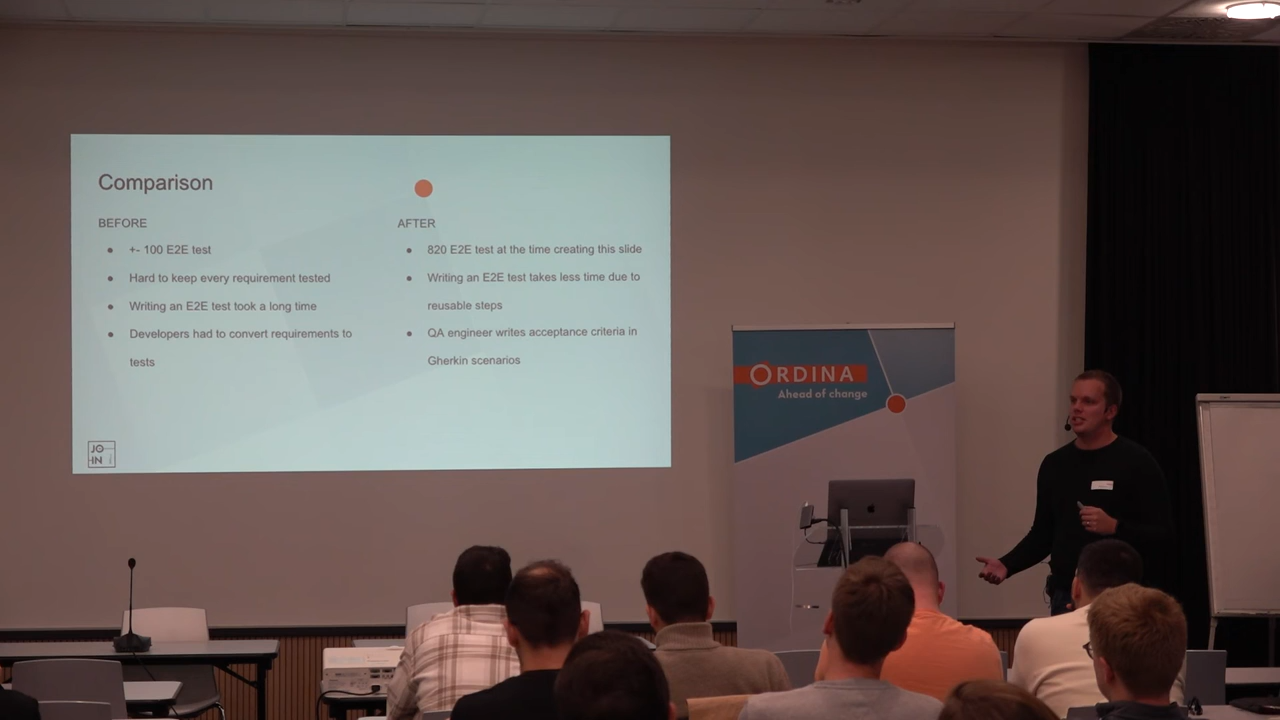 Comparison
BEFORE
● +- 100 E2E test
● Hard to keep every requirement tested
● Writing an E2E test took a long time
● Developers had to convert requirements to
tests
AFTER
● 820 E2E test at the time creating this slide
● Writing an E2E test takes less time due to
reusable steps
● QA engineer writes acceptance criteria in
Gherkin scenarios
JO
IN
ORDINA
Ahead of change